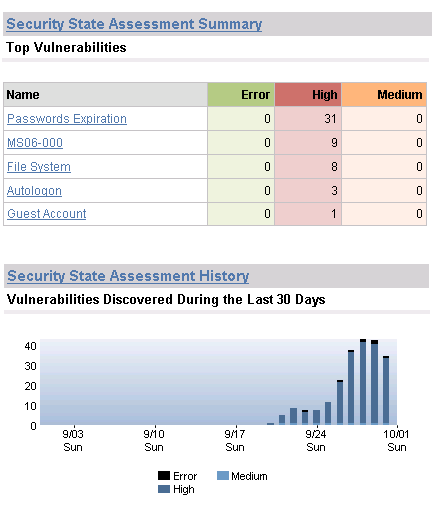 Security State Assessment Summary
Top Vulnerabilities
Name Error High Medium
Passwords Expiration 0 31 0
MS06-000 0 9 0
File System 0 8 0
Autologon 0 3 0
Guest Account 0 1 0
Security State Assessment History
Vulnerabilities Discovered During the Last 30 Days
40
30
20
10
0
9/03 9/10 9/17 9/24 10/01
Sun Sun Sun Sun Sun
Error Medium
High